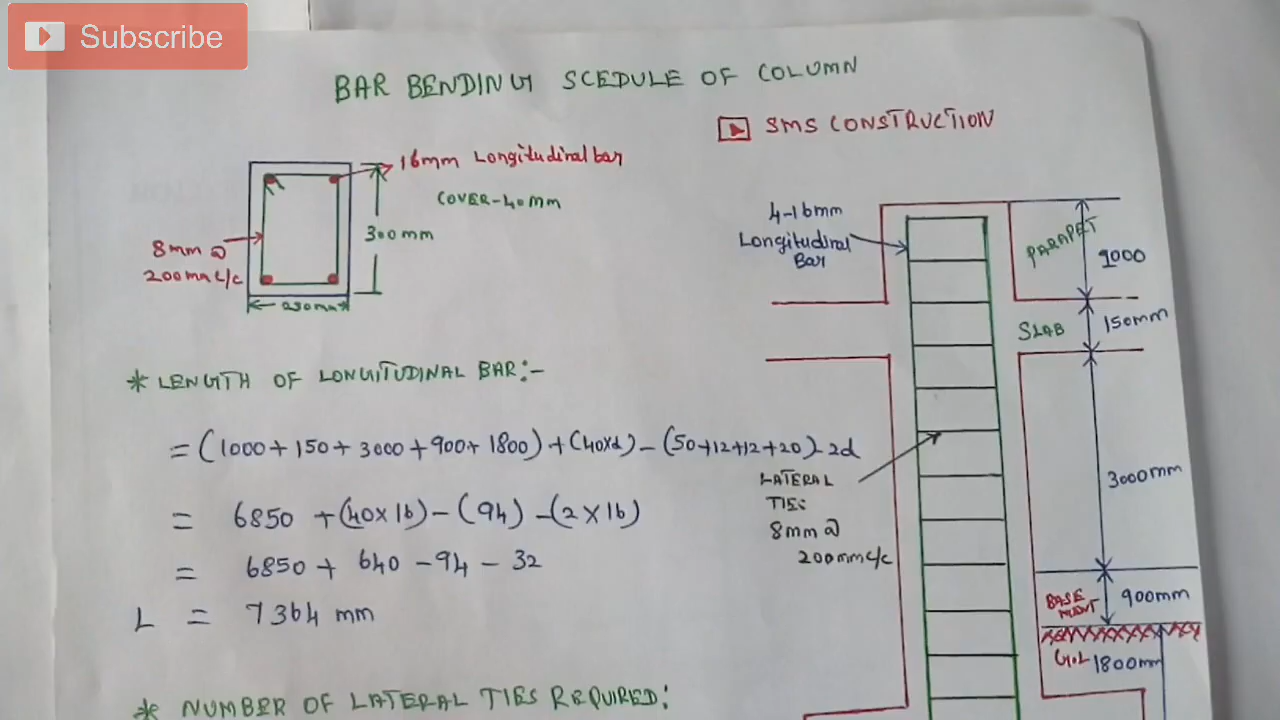 Subscribe
BAR BENDING SCEDULE OF COLUMN
SMS CONSTRUCTION
16mm Longitudinal bar
COVER-40mm
300mm
8mm @
200mm c/c
230mm
4-16mm
Longitudinal
Bar
PARAPET
1000
SLAB
150mm
* LENGTH OF LONGITUDINAL BAR:-
= (1000+150+3000+900+1800)+(40xd)-(50+12+12+20)-2d
= 6850 +(40x16)-(94)-(2x16)
= 6850+ 640 -94 - 32
L = 7364 mm
LATERAL
TIES
8mm @
200mm c/c
3000mm
BASE
MENT
900mm
G.L
1800mm
* NUMBER OF LATERAL TIES REQUIRED: